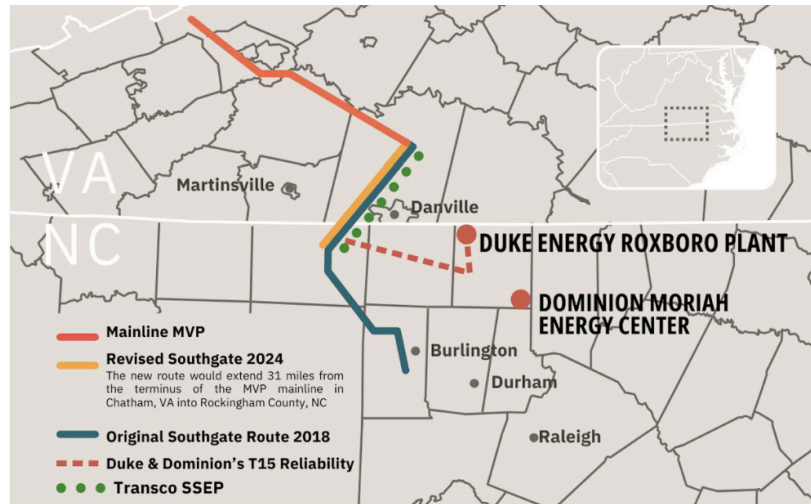 VA
Martinsville
Danville
NC
DUKE ENERGY ROXBORO PLANT
DOMINION MORIAH
ENERGY CENTER
Mainline MVP
Revised Southgate 2024
The new route would extend 31 miles from
the terminus of the MVP mainline in
Chatham, VA into Rockingham County, NC
Burlington
Durham
Original Southgate Route 2018
Raleigh
Duke & Dominion's T15 Reliability
Transco SSEP